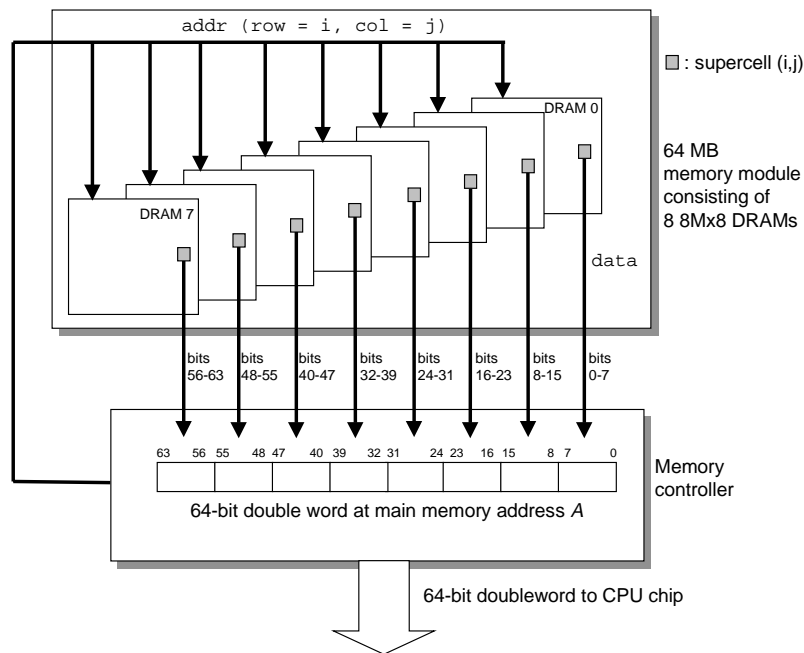 addr (row = i, col = j)
: supercell (i,j)
DRAM 0
64 MB
memory module
consisting of
8 8Mx8 DRAMs
DRAM 7
data
bits
56-63
bits
48-55
bits
40-47
bits
32-39
bits
24-31
bits
16-23
bits
8-15
bits
0-7
63 56 55 48 47 40 39 32 31 24 23 16 15 8 7 0
Memory
controller
64-bit double word at main memory address A
64-bit doubleword to CPU chip